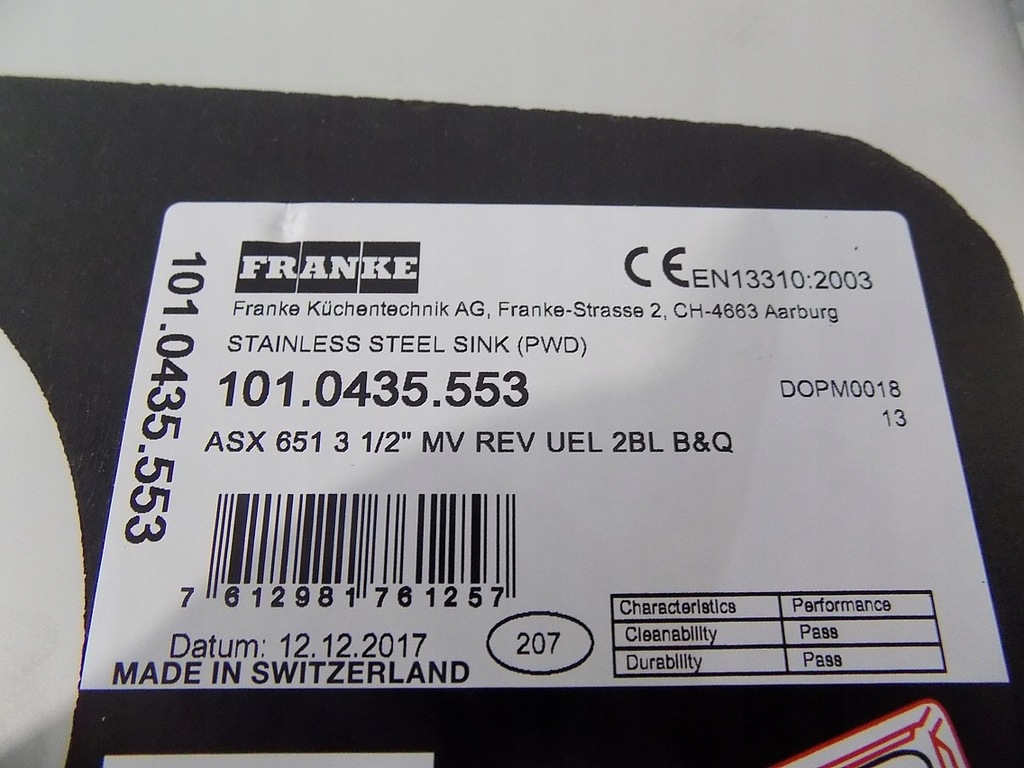 FRANKE
CE EN13310:2003
Franke Küchentechnik AG, Franke-Strasse 2, CH-4663 Aarburg
STAINLESS STEEL SINK (PWD)
101.0435.553
DOPM0018
13
ASX 651 3 1/2" MV REV UEL 2BL B&Q
101.0435.553
7 612981 761257
Datum: 12.12.2017
207
MADE IN SWITZERLAND
Characteristics Performance
Cleanability Pass
Durability Pass